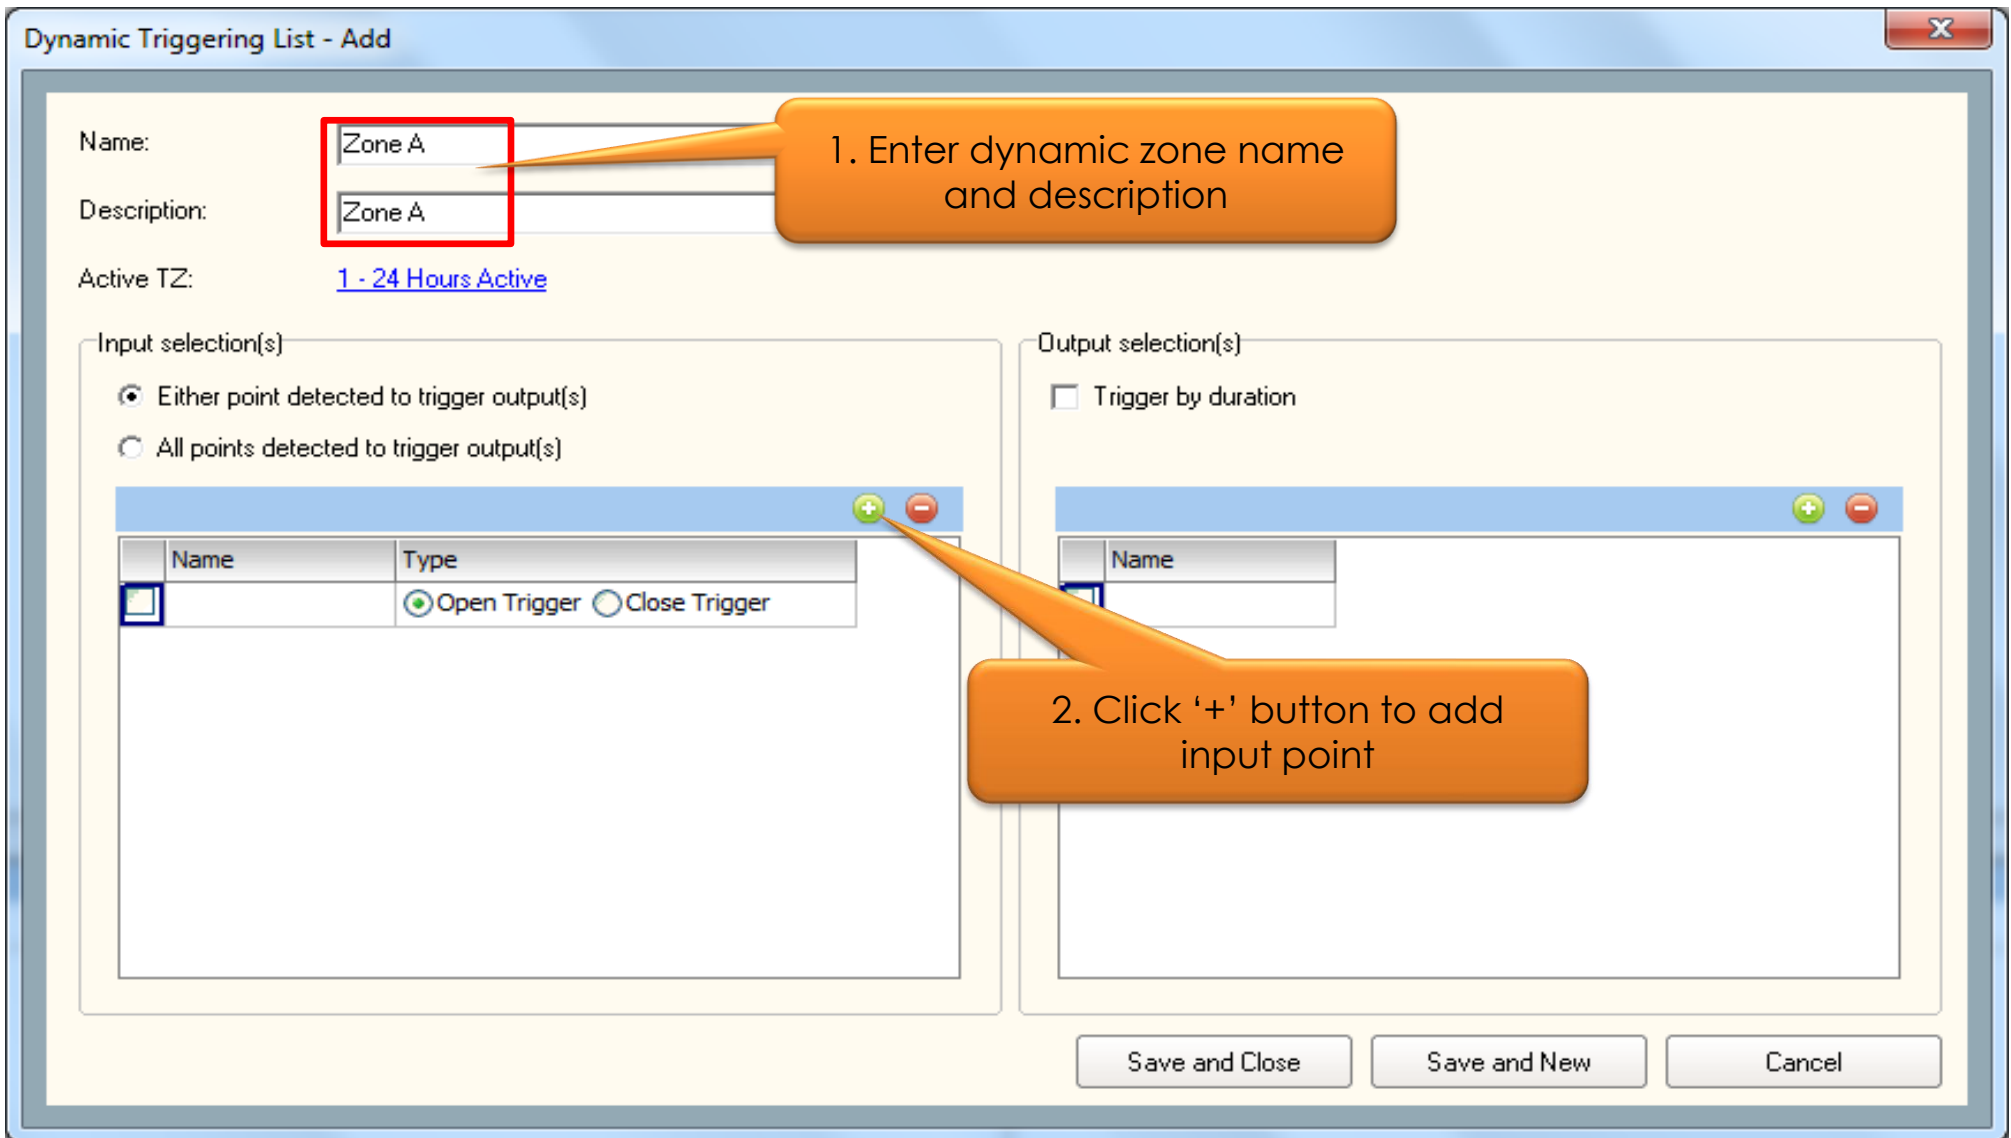 Dynamic Triggering List - Add
Name:
Zone A
1. Enter dynamic zone name
and description
Description:
Zone A
Active TZ:
1 - 24 Hours Active
Input selection(s)
Either point detected to trigger output(s)
All points detected to trigger output(s)
Name Type
Open Trigger Close Trigger
Output selection(s)
Trigger by duration
Name
2. Click ‘+’ button to add
input point
Save and Close
Save and New
Cancel